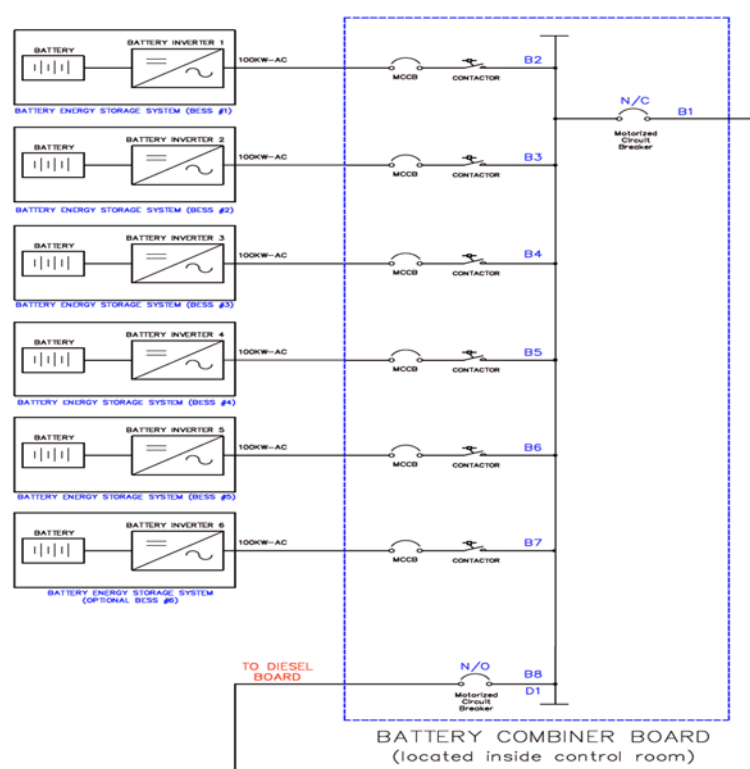 BATTERY
BATTERY INVERTER 1
100KW-AC
MCCB
CONTACTOR
B2
BATTERY ENERGY STORAGE SYSTEM (BESS #1)
N/C
B1
Motorized
Circuit
Breaker
BATTERY
BATTERY INVERTER 2
100KW-AC
MCCB
CONTACTOR
B3
BATTERY ENERGY STORAGE SYSTEM (BESS #2)
BATTERY
BATTERY INVERTER 3
100KW-AC
MCCB
CONTACTOR
B4
BATTERY ENERGY STORAGE SYSTEM (BESS #3)
BATTERY
BATTERY INVERTER 4
100KW-AC
MCCB
CONTACTOR
B5
BATTERY ENERGY STORAGE SYSTEM (BESS #4)
BATTERY
BATTERY INVERTER 5
100KW-AC
MCCB
CONTACTOR
B6
BATTERY ENERGY STORAGE SYSTEM (BESS #5)
BATTERY
BATTERY INVERTER 6
100KW-AC
MCCB
CONTACTOR
B7
BATTERY ENERGY STORAGE SYSTEM
(OPTIONAL BESS #6)
TO DIESEL
BOARD
N/O
B8
D1
Motorized
Circuit
Breaker
BATTERY COMBINER BOARD
(located inside control room)